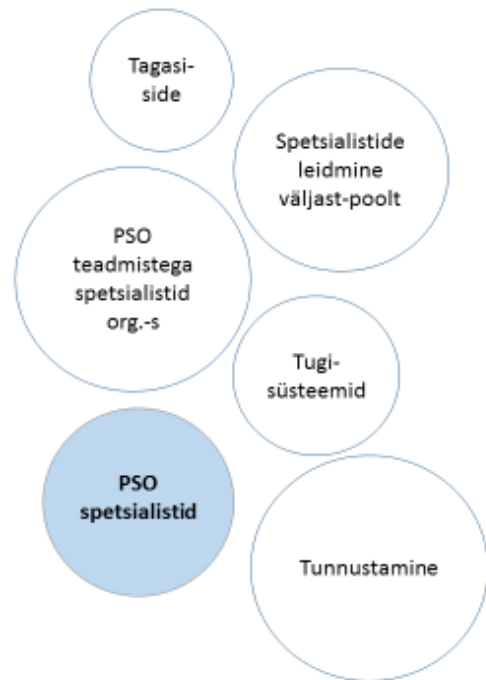 Tagasi-
side
Spetsialistide
leidmine
väljast-poolt
PSO
teadmistega
spetsialistid
org.-s
Tugi-
süsteemid
PSO
spetsialistid
Tunnustamine